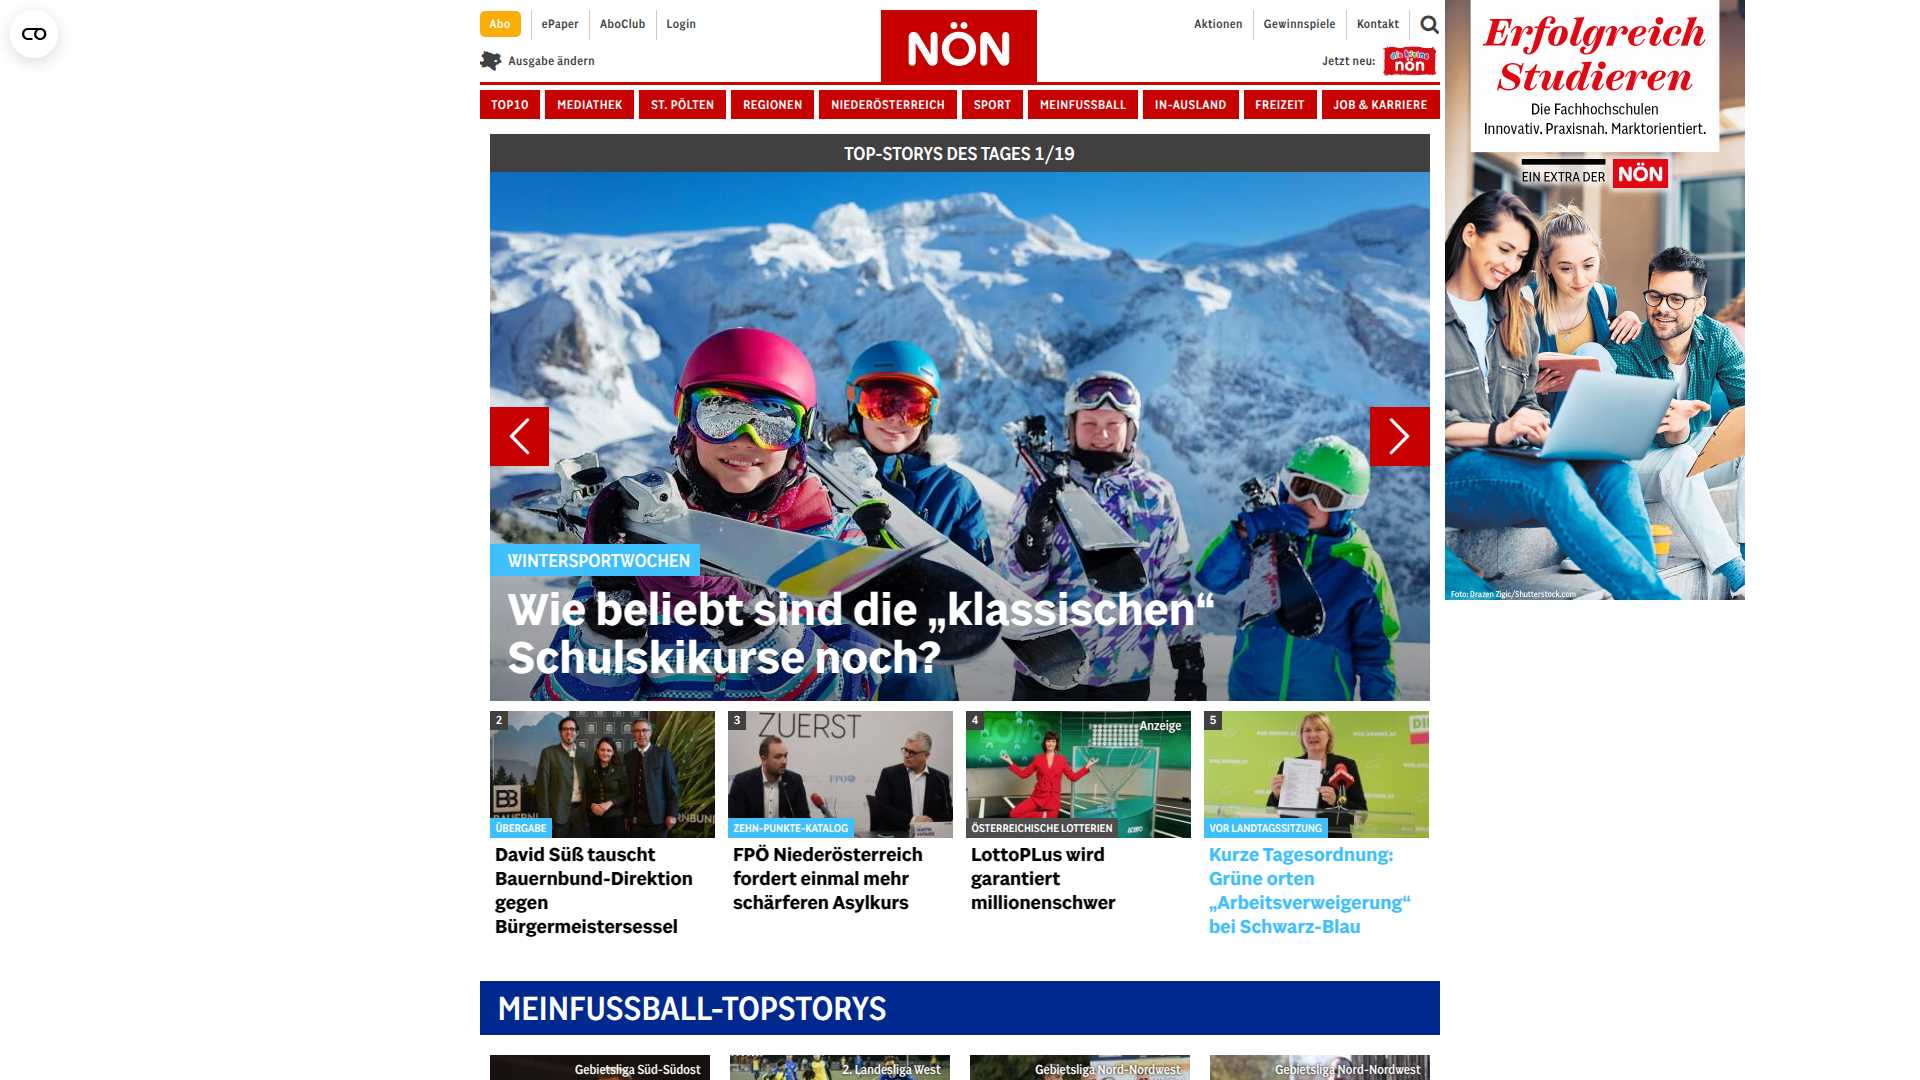 Abo
ePaper
AboClub
Login
NÖN
Aktionen
Gewinnspiele
Kontakt
Ausgabe ändern
Jetzt neu:
die kleine
nön
TOP10
MEDIATHEK
ST. PÖLTEN
REGIONEN
NIEDERÖSTERREICH
SPORT
MEINFUSSBALL
IN-AUSLAND
FREIZEIT
JOB & KARRIERE
TOP-STORYS DES TAGES 1/19
WINTERSPORTWOCHEN
Wie beliebt sind die „klassischen“
Schulskikurse noch?
Erfolgreich
Studieren
Die Fachhochschulen
Innovativ. Praxisnah. Marktorientiert.
EIN EXTRA DER NÖN
Foto: Drazen Zigic/Shutterstock.com
2
ÜBERGABE
David Süß tauscht
Bauernbund-Direktion
gegen
Bürgermeistersessel
3
ZUERST
FPÖ
ZEHN-PUNKTE-KATALOG
FPÖ Niederösterreich
fordert einmal mehr
schärferen Asylkurs
4
Anzeige
ÖSTERREICHISCHE LOTTERIEN
LottoPLus wird
garantiert
millionenschwer
5
VOR LANDTAGSSITZUNG
Kurze Tagesordnung:
Grüne orten
„Arbeitsverweigerung“
bei Schwarz-Blau
MEINFUSSBALL-TOPSTORYS
Gebietsliga Süd-Südost
2. Landesliga West
Gebietsliga Nord-Nordwest
Gebietsliga Nord-Nordwest